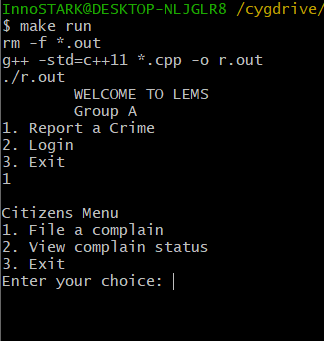 InnoSTARK@DESKTOP-NLJGLR8 /cygdrive/
$ make run
rm -f *.out
g++ -std=c++11 *.cpp -o r.out
./r.out
WELCOME TO LEMS
Group A
1. Report a Crime
2. Login
3. Exit
1
Citizens Menu
1. File a complain
2. View complain status
3. Exit
Enter your choice: